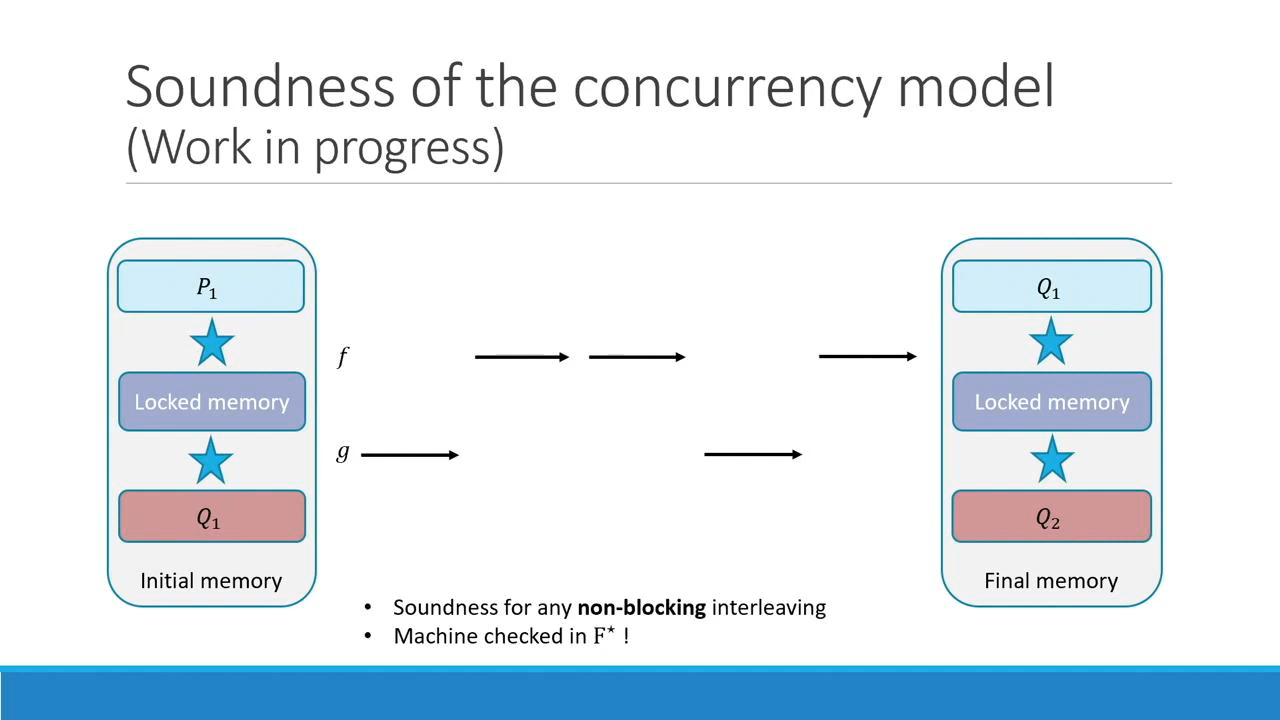 Soundness of the concurrency model
(Work in progress)
P₁
Locked memory
Q₁
Initial memory
f
g
Q₁
Locked memory
Q₂
Final memory
• Soundness for any non-blocking interleaving
• Machine checked in F* !